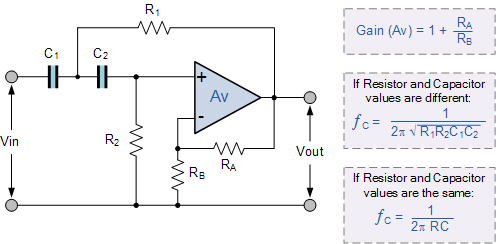 R1
C1
C2
+
Av
-
R2
RA
RB
Vin
Vout
Gain (Av) = 1 + RA/RB
If Resistor and Capacitor
values are different:
fC = 1/2π √R1R2C1C2
If Resistor and Capacitor
values are the same:
fC = 1/2π RC